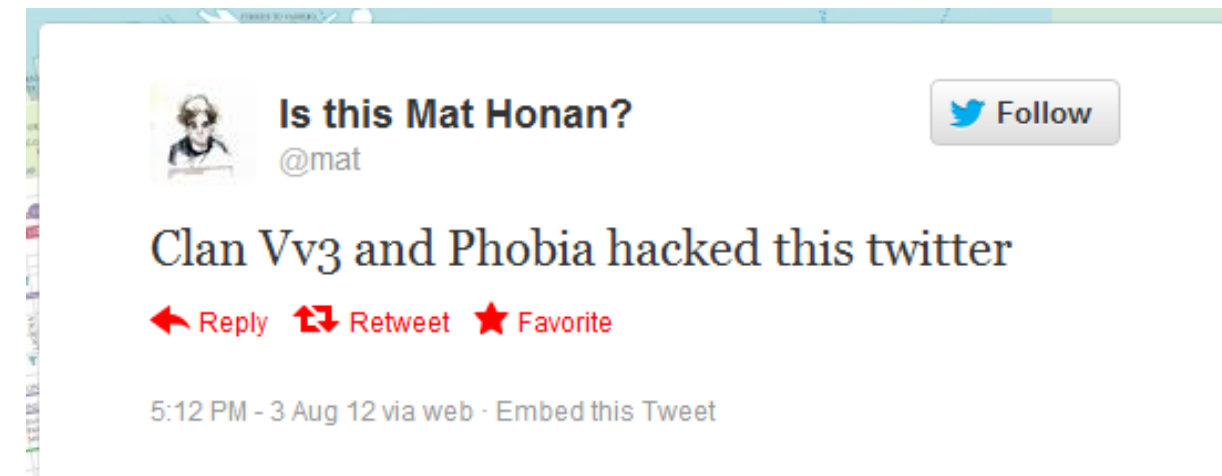 Is this Mat Honan?
Follow
@mat
Clan Vv3 and Phobia hacked this twitter
Reply Retweet Favorite
5:12 PM - 3 Aug 12 via web · Embed this Tweet